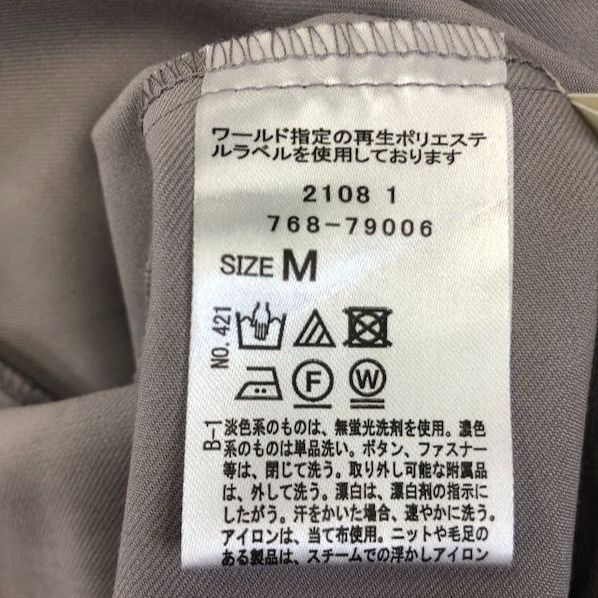 ワールド指定の再生ポリエステ
ルラベルを使用しております
2108 1
768-79006
SIZE M
NO.421
F
W
B-1
淡色系のものは、無蛍光洗剤を使用。濃色
系のものは単品洗い。ボタン、ファスナー
等は、閉じて洗う。取り外し可能な附属品
は、外して洗う。漂白は、漂白剤の指示に
したがう。汗をかいた場合、速やかに洗う。
アイロンは、当て布使用。ニットや毛足の
ある製品は、スチームでの浮かしアイロン